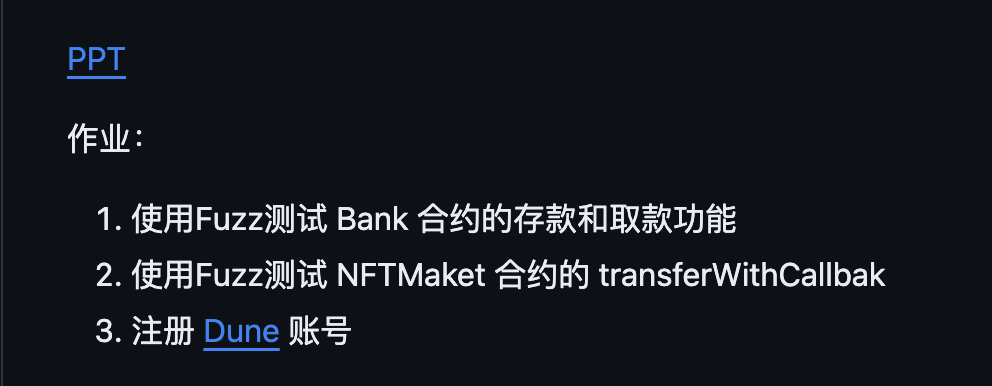 PPT
作业：
1. 使用Fuzz测试 Bank 合约的存款和取款功能
2. 使用Fuzz测试 NFTMaket 合约的 transferWithCallbak
3. 注册 Dune 账号